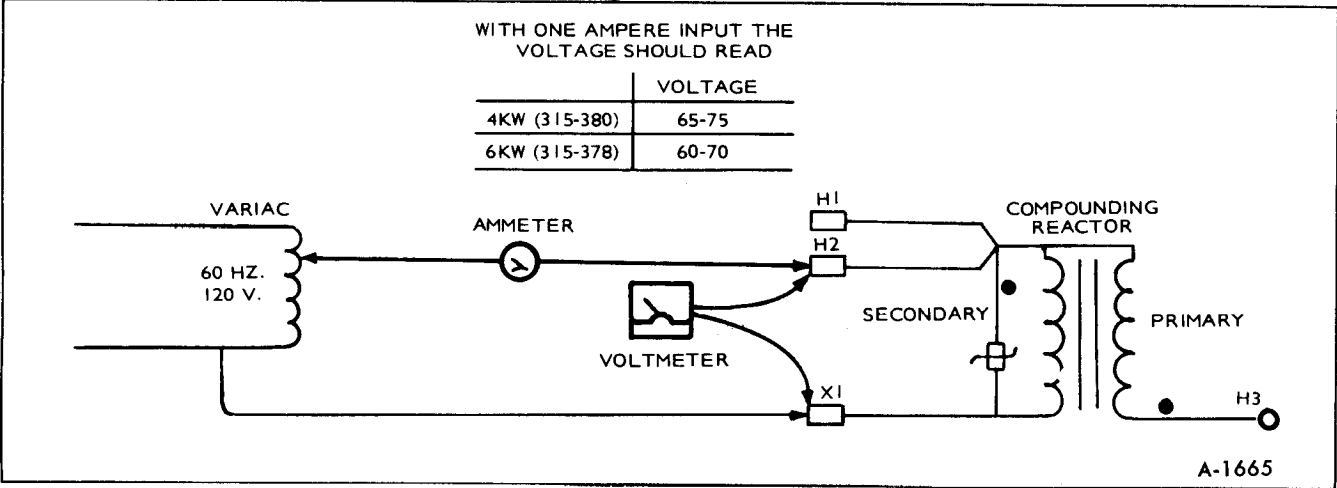 WITH ONE AMPERE INPUT THE
VOLTAGE SHOULD READ
VOLTAGE
4KW (315-380) 65-75
6KW (315-378) 60-70
VARIAC
60 HZ.
120 V.
AMMETER
VOLTMETER
H1
H2
X1
COMPOUNDING
REACTOR
SECONDARY
PRIMARY
H3
A-1665